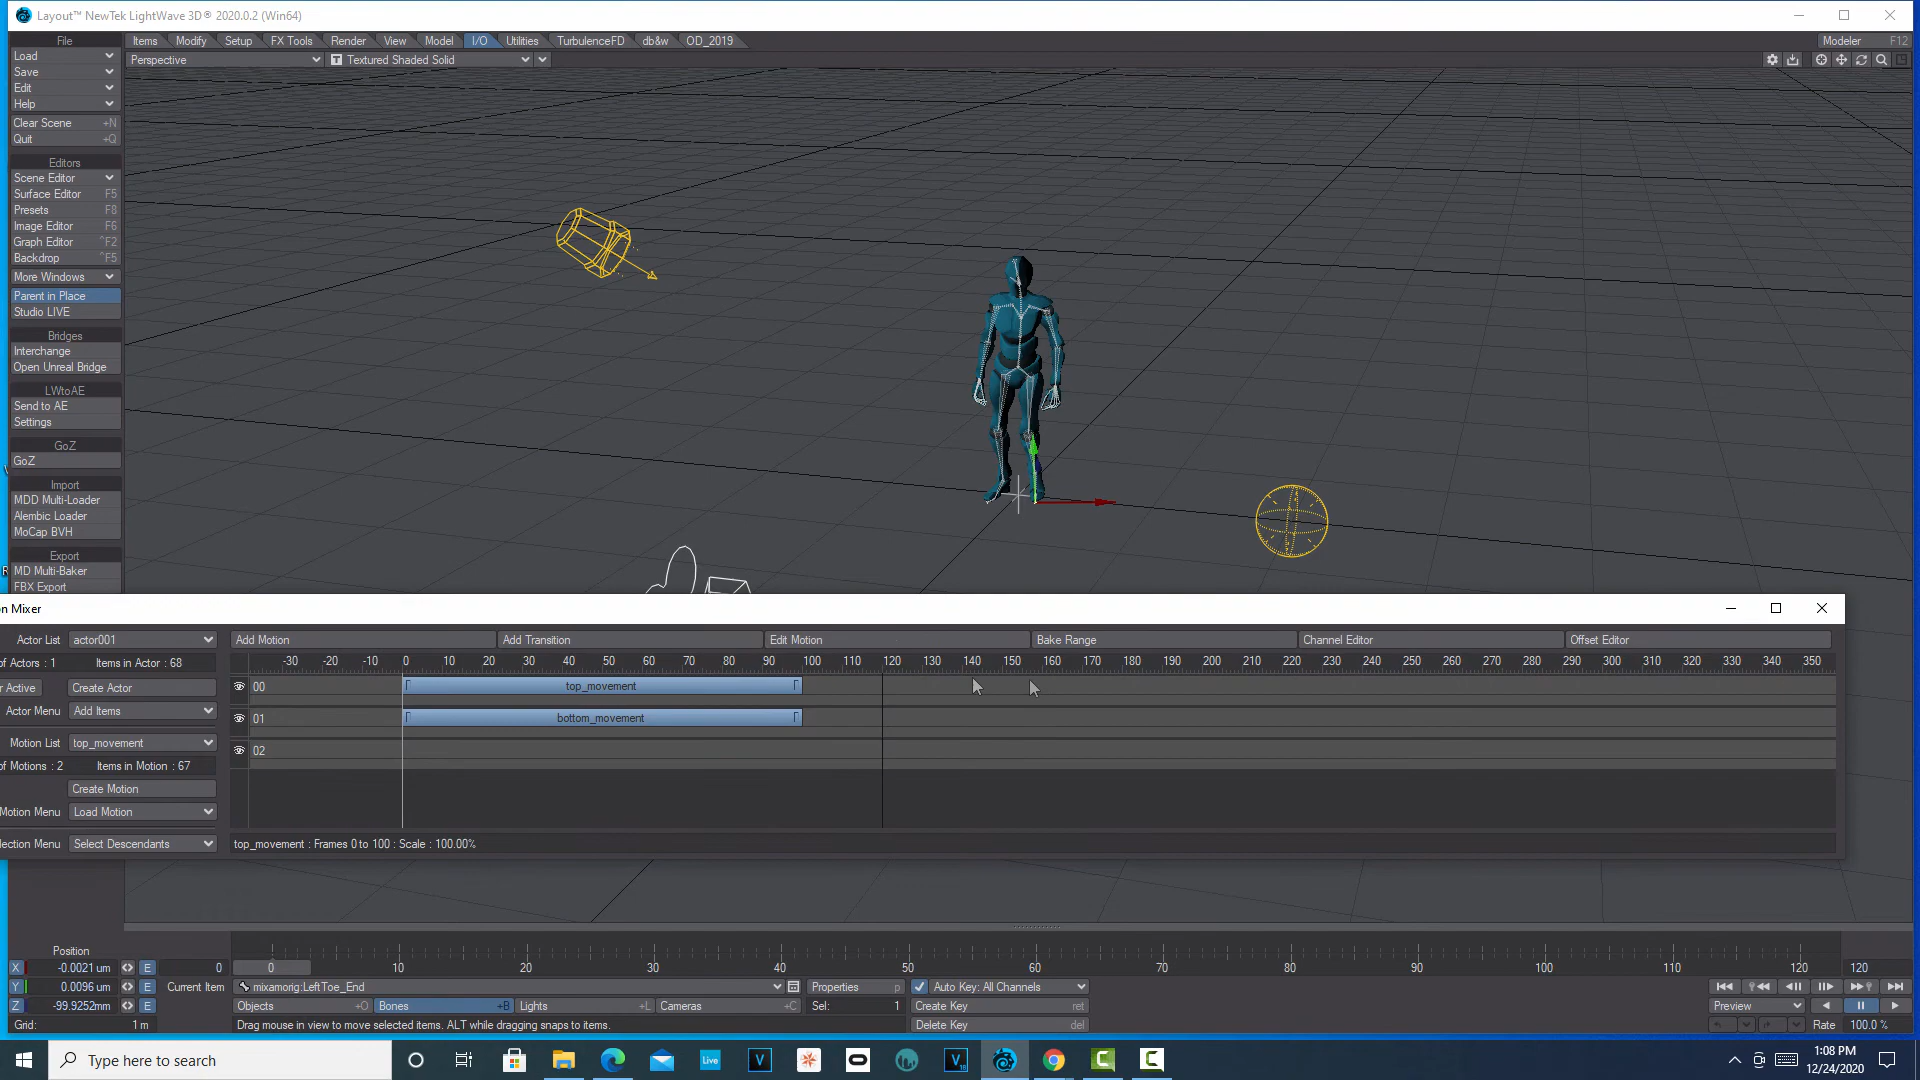 Layout™ NewTek LightWave 3D® 2020.0.2 (Win64)
File
Items Modify Setup FX Tools Render View Model I/O Utilities TurbulenceFD db&w OD_2019
Modeler F12
Load
Perspective
Textured Shaded Solid
Save
Edit
Help
Clear Scene +N
Quit +Q
Editors
Scene Editor
Surface Editor F5
Presets F8
Image Editor F6
Graph Editor ^F2
Backdrop ^F5
More Windows
Parent in Place
Studio LIVE
Bridges
Interchange
Open Unreal Bridge
LWtoAE
Send to AE
Settings
GoZ
GoZ
Import
MDD Multi-Loader
Alembic Loader
MoCap BVH
Export
MD Multi-Baker
FBX Export
n Mixer
Actor List actor001 Add Motion Add Transition Edit Motion Bake Range Channel Editor Offset Editor
of Actors : 1 Items in Actor : 68
-30 -20 -10 0 10 20 30 40 50 60 70 80 90 100 110 120 130 140 150 160 170 180 190 200 210 220 230 240 250 260 270 280 290 300 310 320 330 340 350
r Active Create Actor
00 top_movement
Actor Menu Add Items
01 bottom_movement
Motion List top_movement
02
of Motions : 2 Items in Motion : 67
Create Motion
Motion Menu Load Motion
lection Menu Select Descendants
top_movement : Frames 0 to 100 : Scale : 100.00%
Position
X -0.0021 um E 0
0 10 20 30 40 50 60 70 80 90 100 110 120 120
Y 0.0096 um E Current Item mixamorig:LeftToe_End Properties p Auto Key: All Channels
Z -99.9252mm E Objects +O Bones +B Lights +L Cameras +C Sel: 1 Create Key ret Preview
Grid: 1 m Drag mouse in view to move selected items. ALT while dragging snaps to items. Delete Key del Rate 100.0 %
Type here to search
Live
V
V
18
1:08 PM
12/24/2020